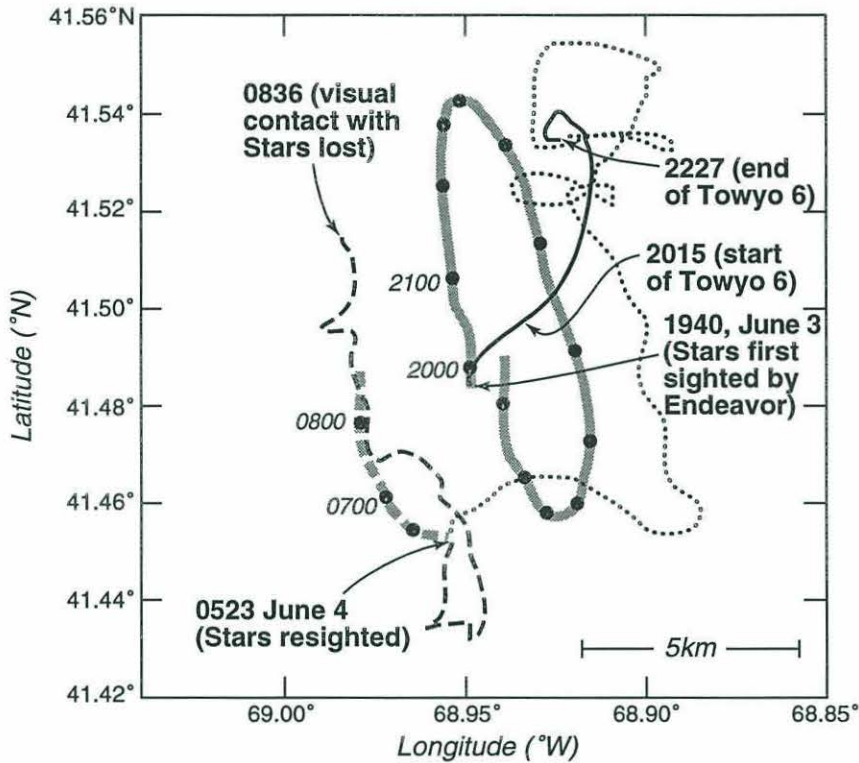 41.56°N
41.54°
41.52°
41.50°
41.48°
41.46°
41.44°
41.42°
Latitude (°N)
0836 (visual
contact with
Stars lost)
2227 (end
of Towyo 6)
2015 (start
of Towyo 6)
1940, June 3
(Stars first
sighted by
Endeavor)
2100
2000
0800
0700
0523 June 4
(Stars resighted)
5km
69.00°
68.95°
68.90°
68.85°
Longitude (°W)